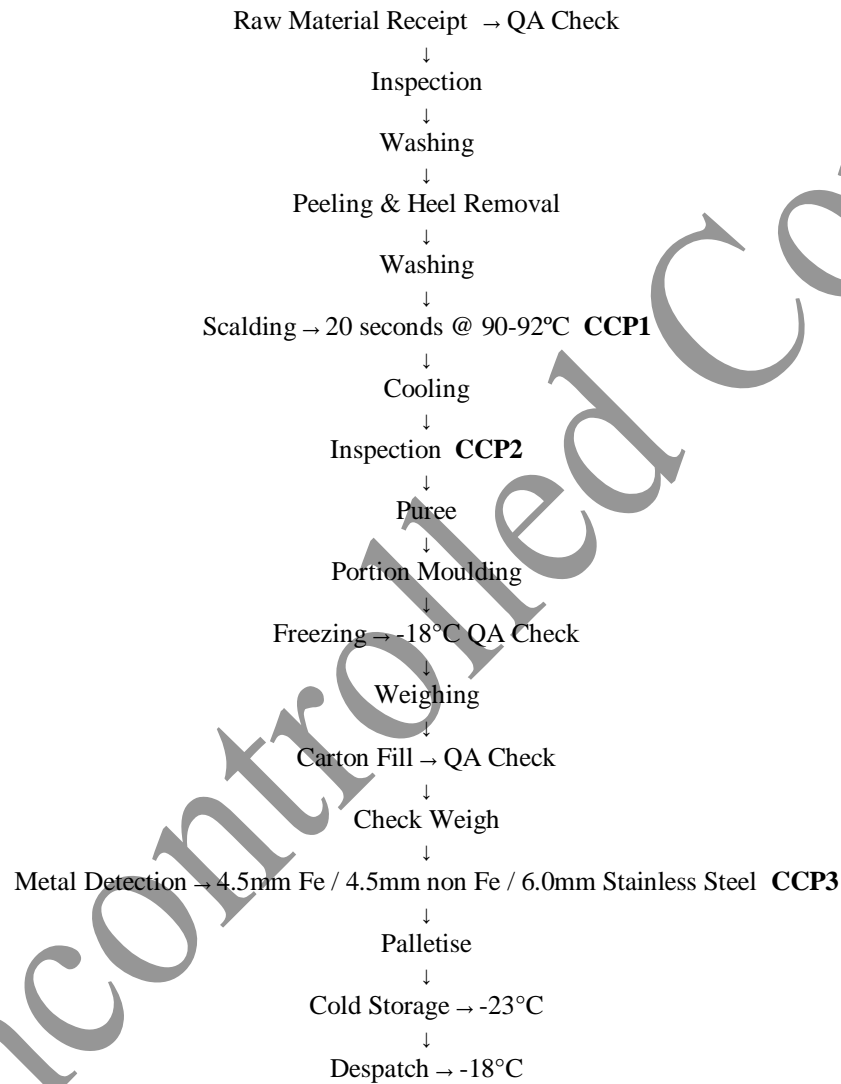 Raw Material Receipt → QA Check
↓
Inspection
↓
Washing
↓
Peeling & Heel Removal
↓
Washing
↓
Scalding → 20 seconds @ 90-92ºC CCP1
↓
Cooling
↓
Inspection CCP2
↓
Puree
↓
Portion Moulding
↓
Freezing → -18°C QA Check
↓
Weighing
↓
Carton Fill → QA Check
↓
Check Weigh
↓
Metal Detection → 4.5mm Fe / 4.5mm non Fe / 6.0mm Stainless Steel CCP3
↓
Palletise
↓
Cold Storage → -23°C
↓
Despatch → -18°C
ncontrolled Co